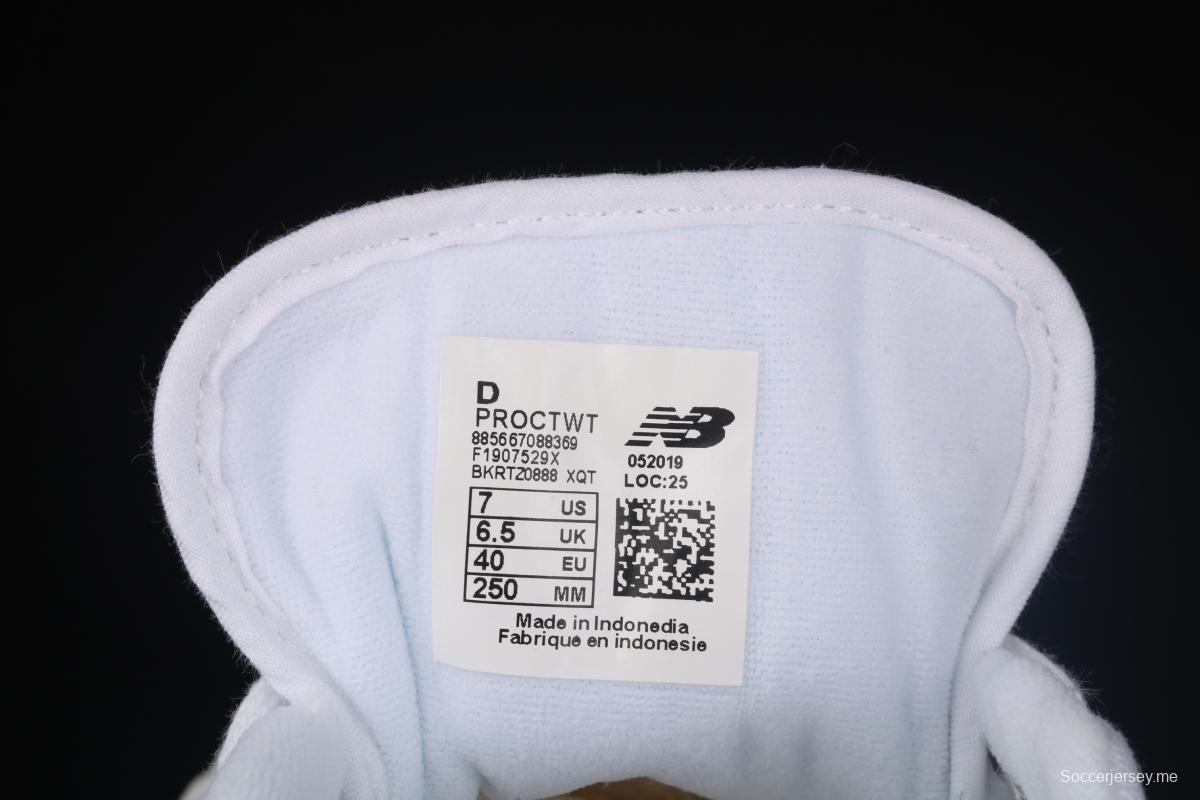 D
PROCTWT
885667088369
F1907529X
BKRTZ0888 XQT
7 US
6.5 UK
40 EU
250 MM
NB
052019
LOC:25
Made in Indonedia
Fabrique en indonesie
Soccerjersey.me